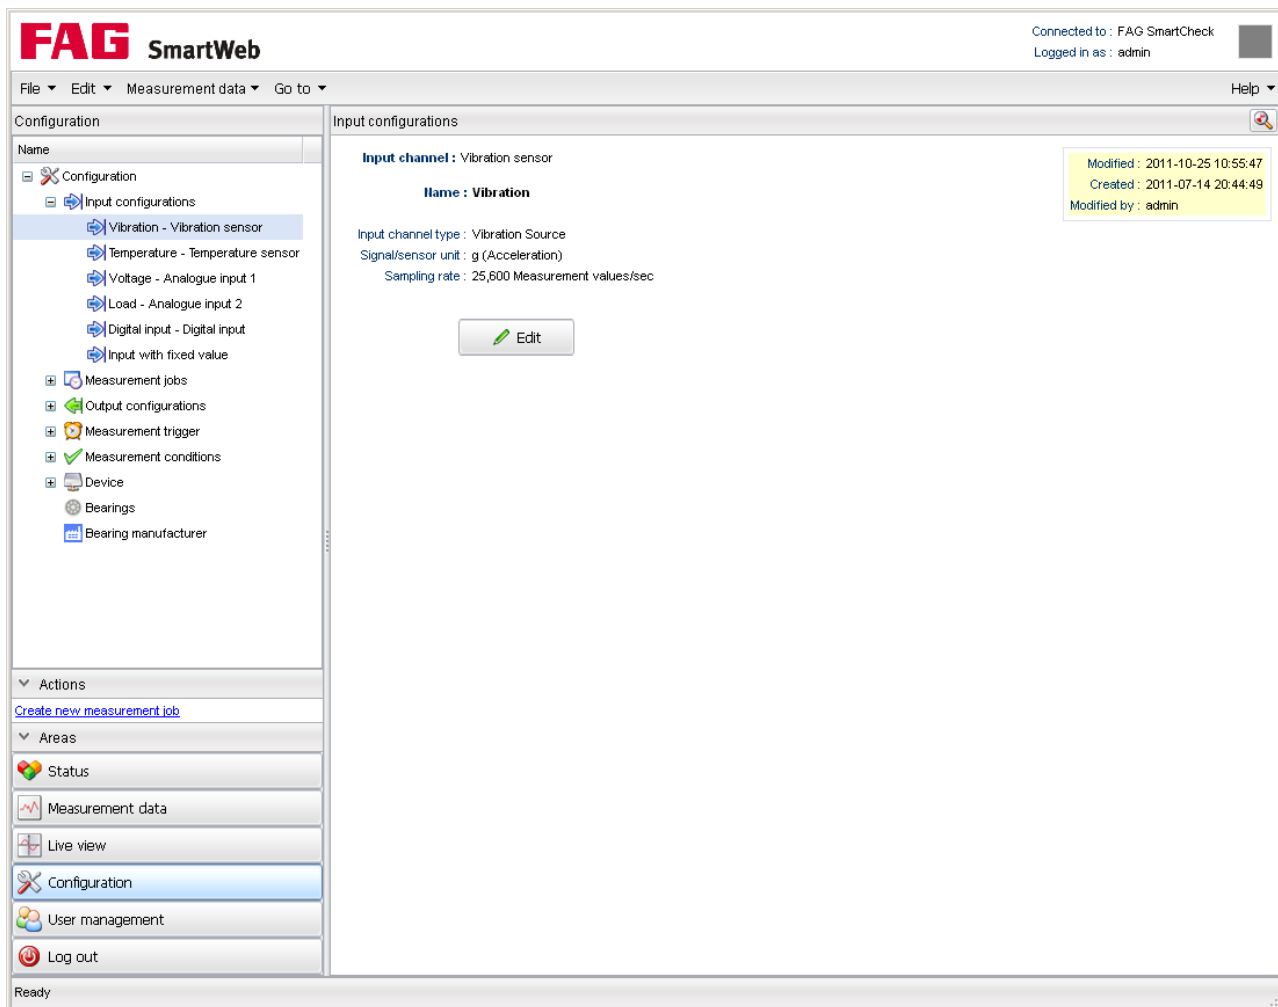 FAG SmartWeb
Connected to : FAG SmartCheck
Logged in as : admin
File Edit Measurement data Go to Help
Configuration
Name
Configuration
Input configurations
Vibration - Vibration sensor
Temperature - Temperature sensor
Voltage - Analogue input 1
Load - Analogue input 2
Digital input - Digital input
Input with fixed value
Measurement jobs
Output configurations
Measurement trigger
Measurement conditions
Device
Bearings
Bearing manufacturer
Actions
Create new measurement job
Areas
Status
Measurement data
Live view
Configuration
User management
Log out
Input configurations
Input channel : Vibration sensor
Name : Vibration
Input channel type : Vibration Source
Signal/sensor unit : g (Acceleration)
Sampling rate : 25,600 Measurement values/sec
Edit
Modified : 2011-10-25 10:55:47
Created : 2011-07-14 20:44:49
Modified by : admin
Ready